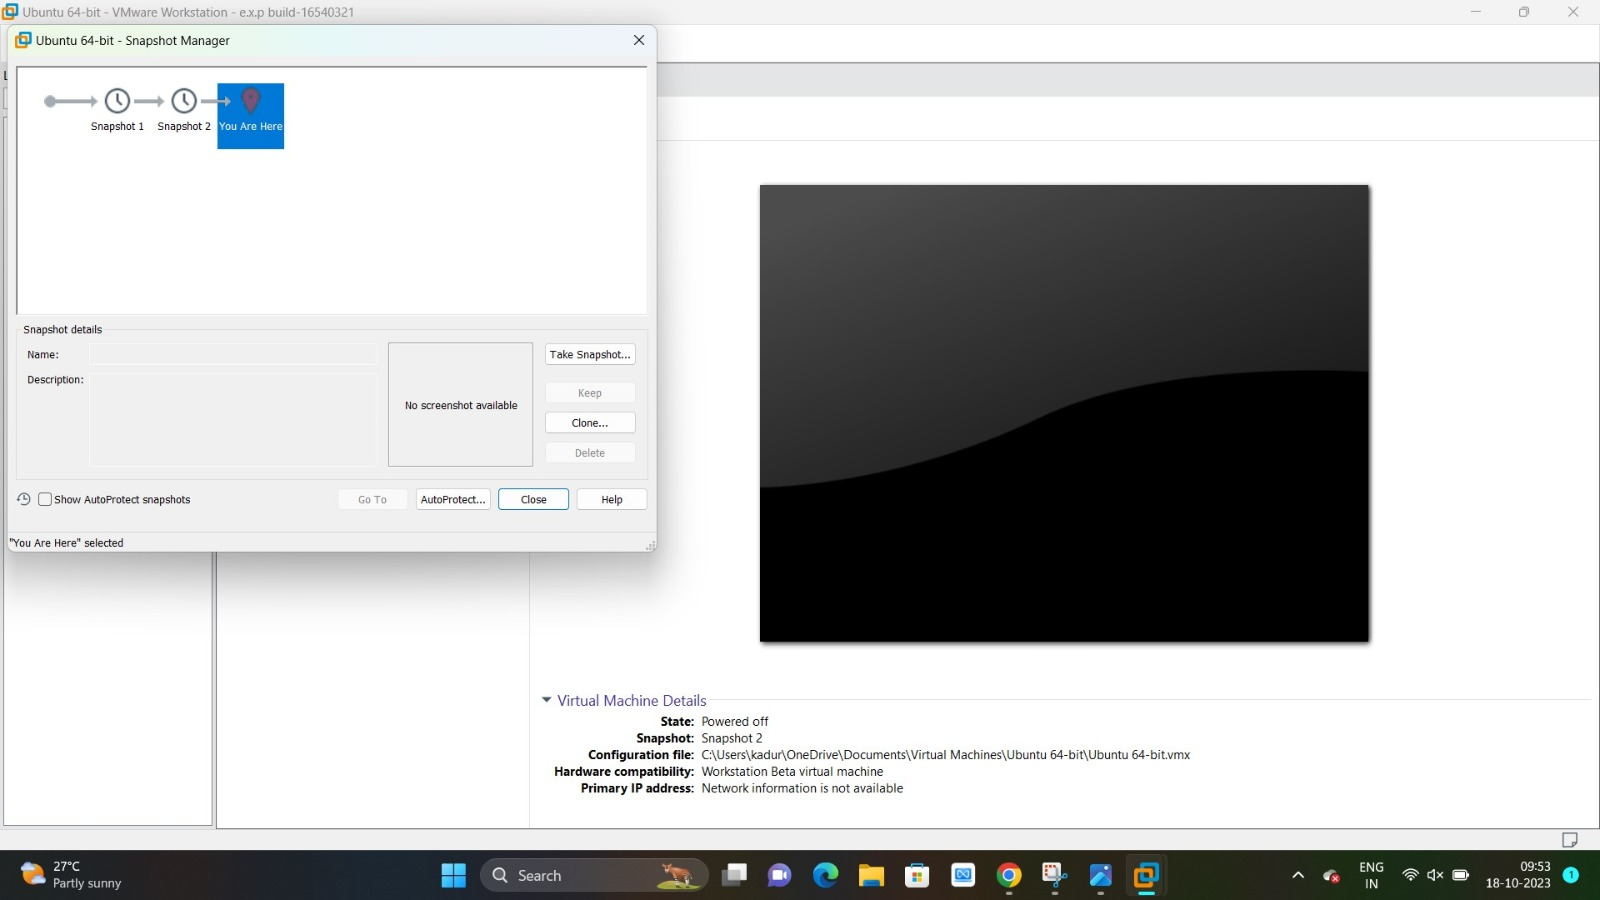 Ubuntu 64-bit - VMware Workstation - e.x.p build-16540321
Ubuntu 64-bit - Snapshot Manager
Snapshot 1
Snapshot 2
You Are Here
Snapshot details
Name:
Description:
No screenshot available
Take Snapshot...
Keep
Clone...
Delete
Show AutoProtect snapshots
Go To
AutoProtect...
Close
Help
"You Are Here" selected
Virtual Machine Details
State: Powered off
Snapshot: Snapshot 2
Configuration file: C:\Users\kadur\OneDrive\Documents\Virtual Machines\Ubuntu 64-bit\Ubuntu 64-bit.vmx
Hardware compatibility: Workstation Beta virtual machine
Primary IP address: Network information is not available
27°C
Partly sunny
Search
ENG
IN
09:53
18-10-2023
1